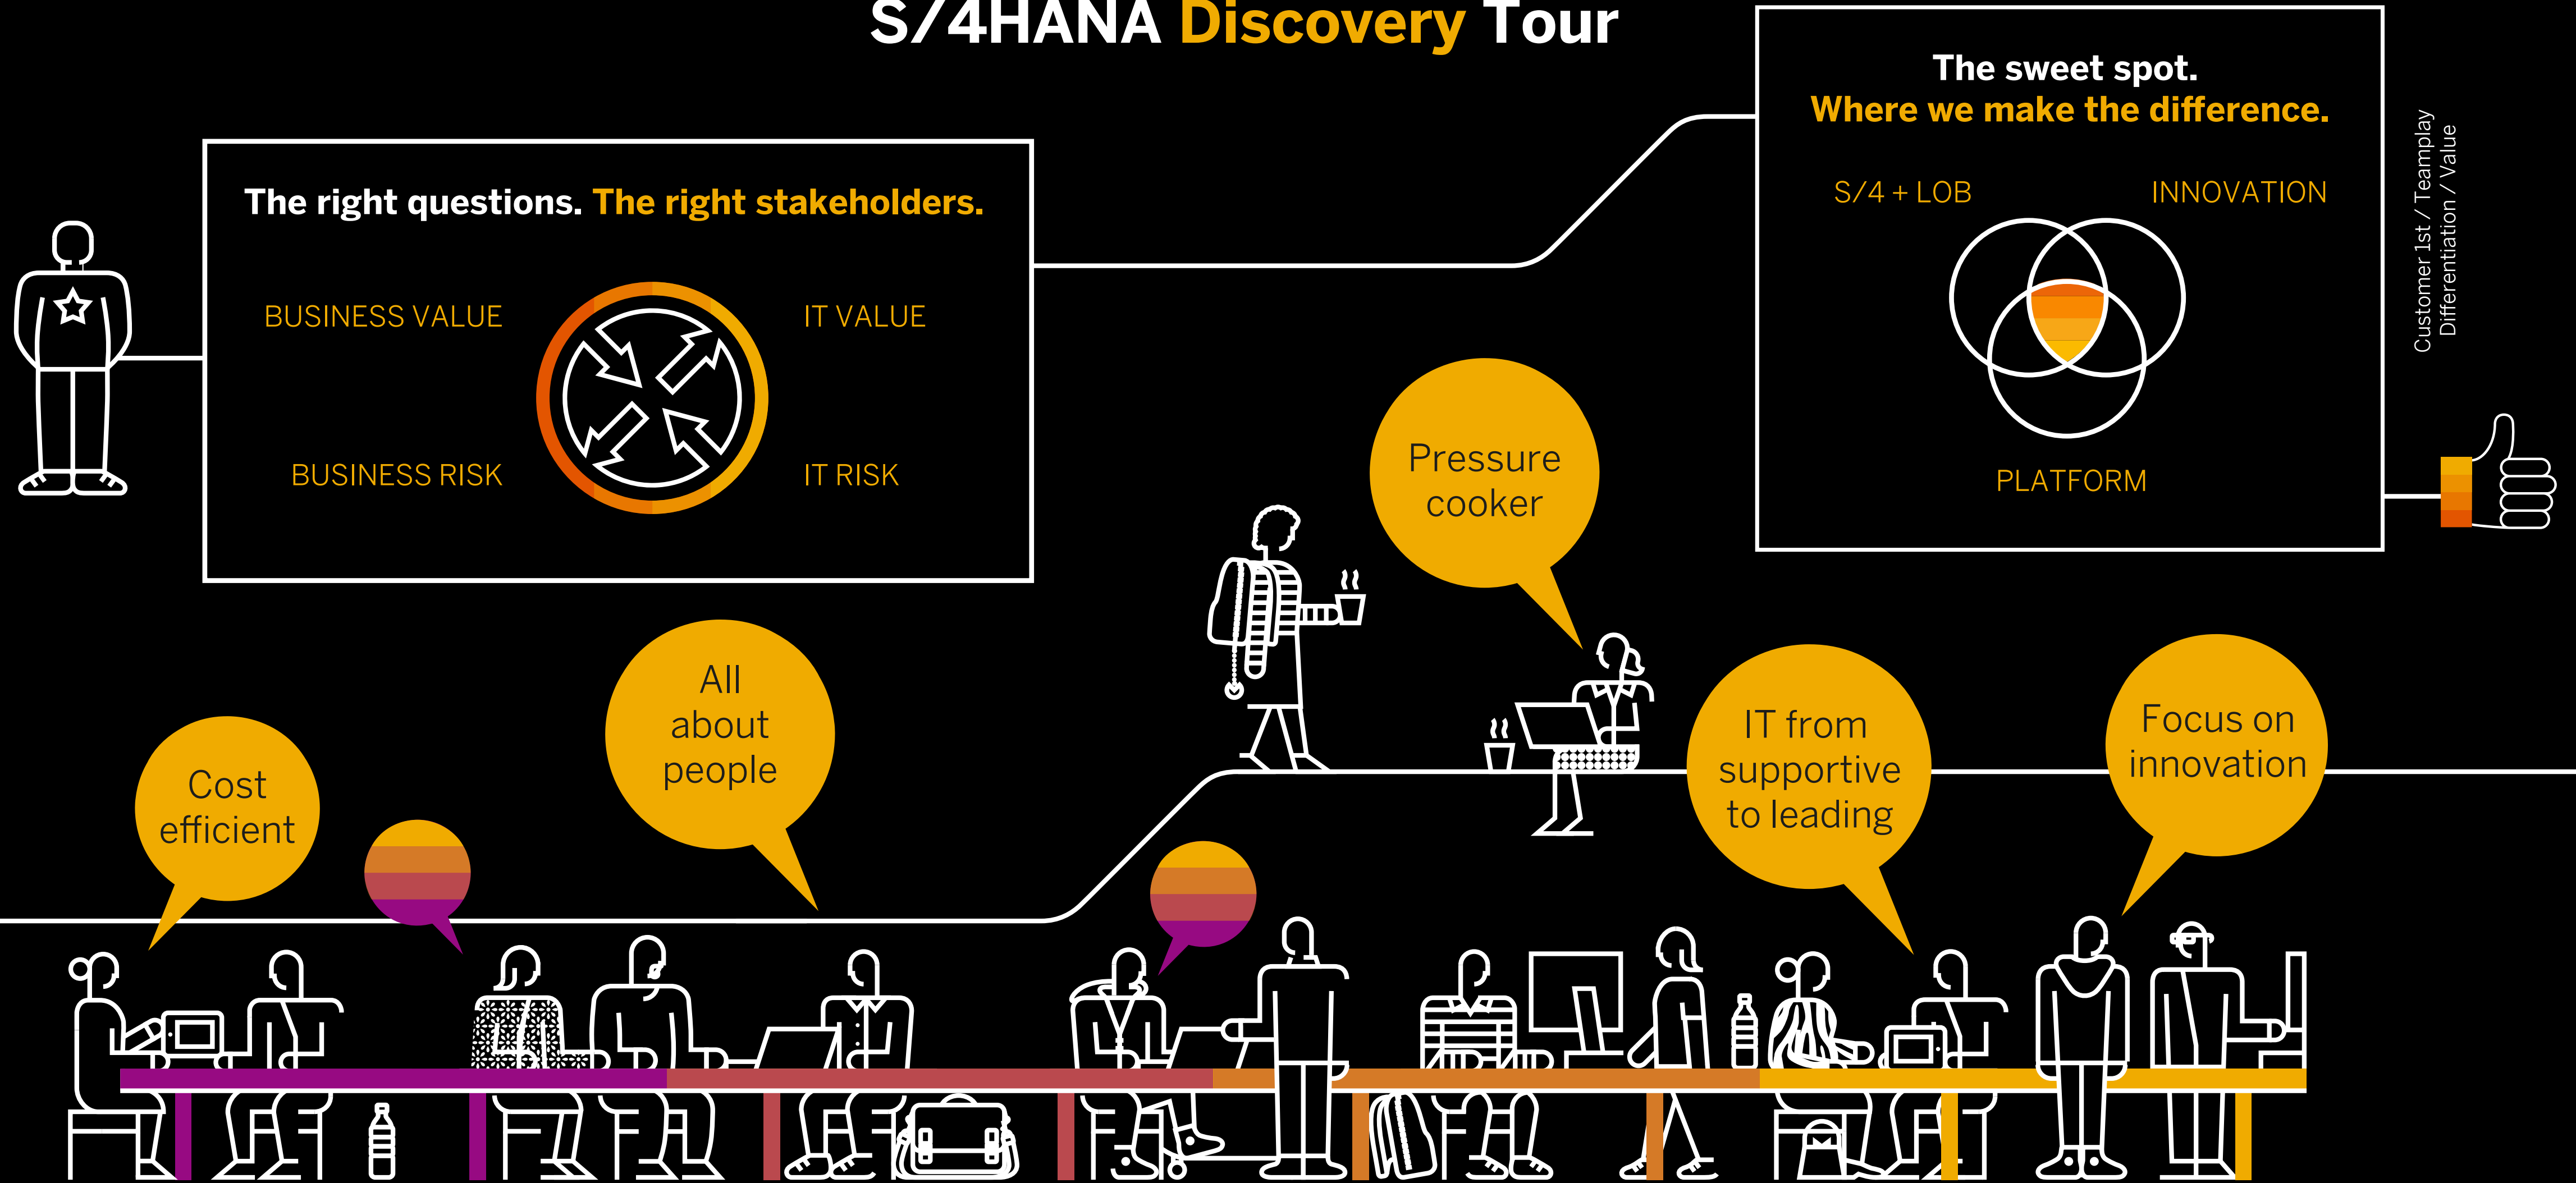 S/4HANA Discovery Tour
The right questions. The right stakeholders.
BUSINESS VALUE
IT VALUE
BUSINESS RISK
IT RISK
The sweet spot.
Where we make the difference.
S/4 + LOB
INNOVATION
PLATFORM
Customer 1st / Teamplay
Differentiation / Value
Pressure
cooker
All
about
people
Cost
efficient
IT from
supportive
to leading
Focus on
innovation